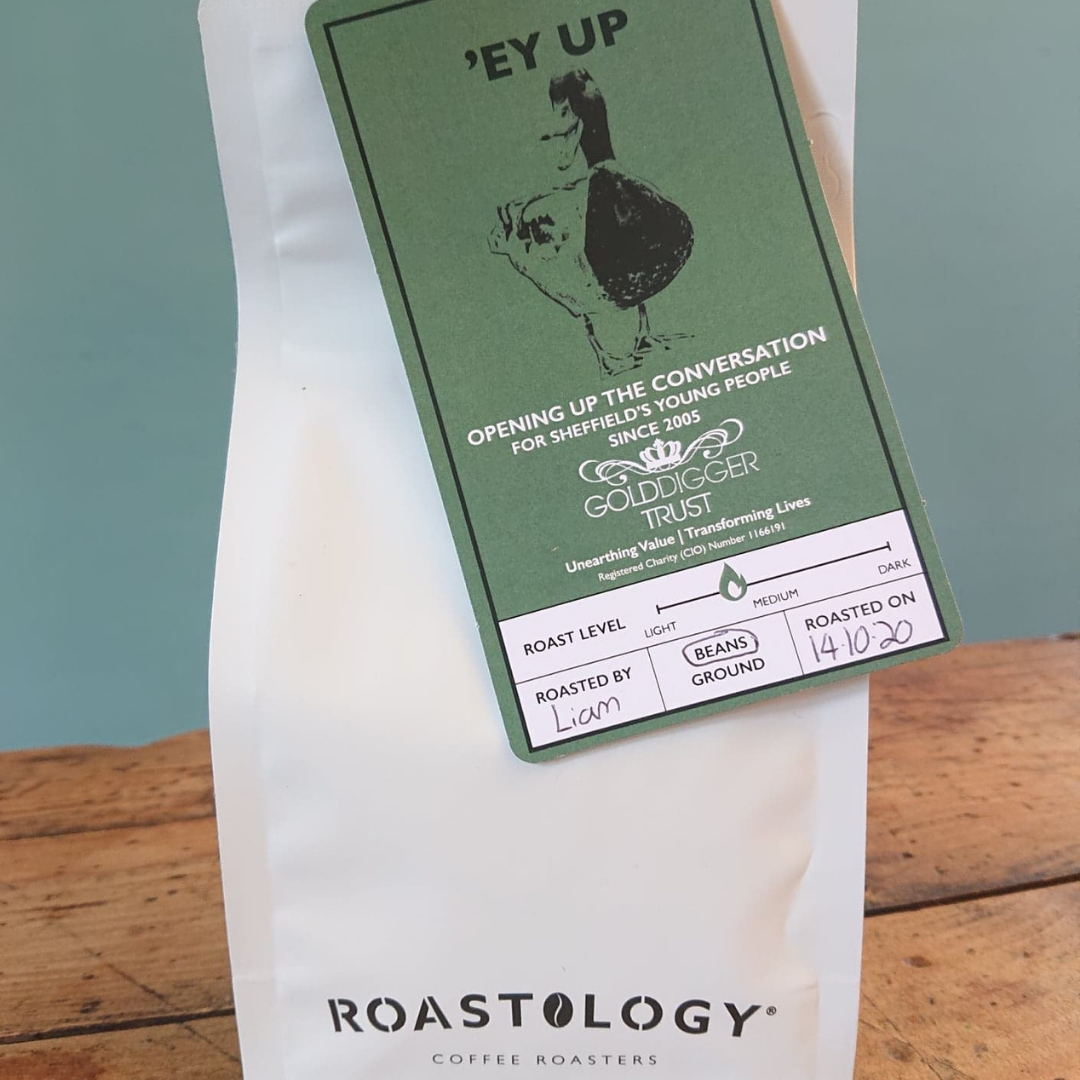 'EY UP
OPENING UP THE CONVERSATION
FOR SHEFFIELD'S YOUNG PEOPLE
SINCE 2005
GOLDDIGGER
TRUST
Unearthing Value | Transforming Lives
Registered Charity (CIO) Number 1166191
ROAST LEVEL
LIGHT
MEDIUM
DARK
ROASTED BY
Liam
BEANS
GROUND
ROASTED ON
14·10·20
ROASTOLOGY®
COFFEE ROASTERS